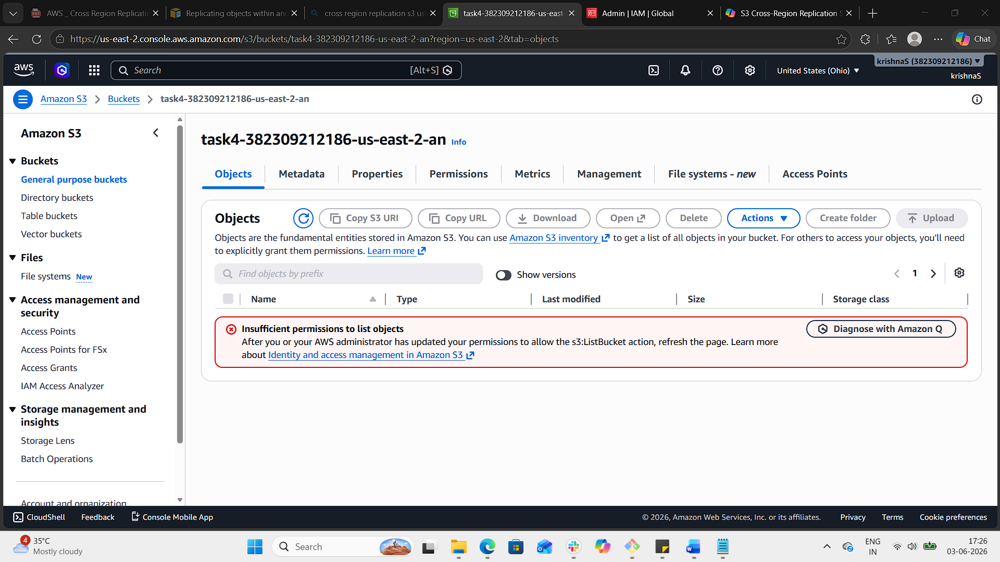 AWS _ Cross Region Replicati
Replicating objects within and
cross region replication s3 usi
task4-382309212186-us-east-
Admin | IAM | Global
S3 Cross-Region Replication S
https://us-east-2.console.aws.amazon.com/s3/buckets/task4-382309212186-us-east-2-an?region=us-east-2&tab=objects
Chat
aws
Search
[Alt+S]
United States (Ohio)
krishnaS (382309212186)
krishnaS
Amazon S3
Buckets
task4-382309212186-us-east-2-an
Amazon S3
Buckets
General purpose buckets
Directory buckets
Table buckets
Vector buckets
Files
File systems New
Access management and
security
Access Points
Access Points for FSx
Access Grants
IAM Access Analyzer
Storage management and
insights
Storage Lens
Batch Operations
Account and organization
task4-382309212186-us-east-2-an Info
Objects
Metadata
Properties
Permissions
Metrics
Management
File systems - new
Access Points
Objects
Copy S3 URI
Copy URL
Download
Open
Delete
Actions
Create folder
Upload
Objects are the fundamental entities stored in Amazon S3. You can use Amazon S3 inventory to get a list of all objects in your bucket. For others to access your objects, you'll need
to explicitly grant them permissions. Learn more
Find objects by prefix
Show versions
1
Name
Type
Last modified
Size
Storage class
Insufficient permissions to list objects
After you or your AWS administrator has updated your permissions to allow the s3:ListBucket action, refresh the page. Learn more
about Identity and access management in Amazon S3
Diagnose with Amazon Q
CloudShell
Feedback
Console Mobile App
© 2026, Amazon Web Services, Inc. or its affiliates.
Privacy
Terms
Cookie preferences
4
35°C
Mostly cloudy
Search
ENG
IN
17:26
03-06-2026